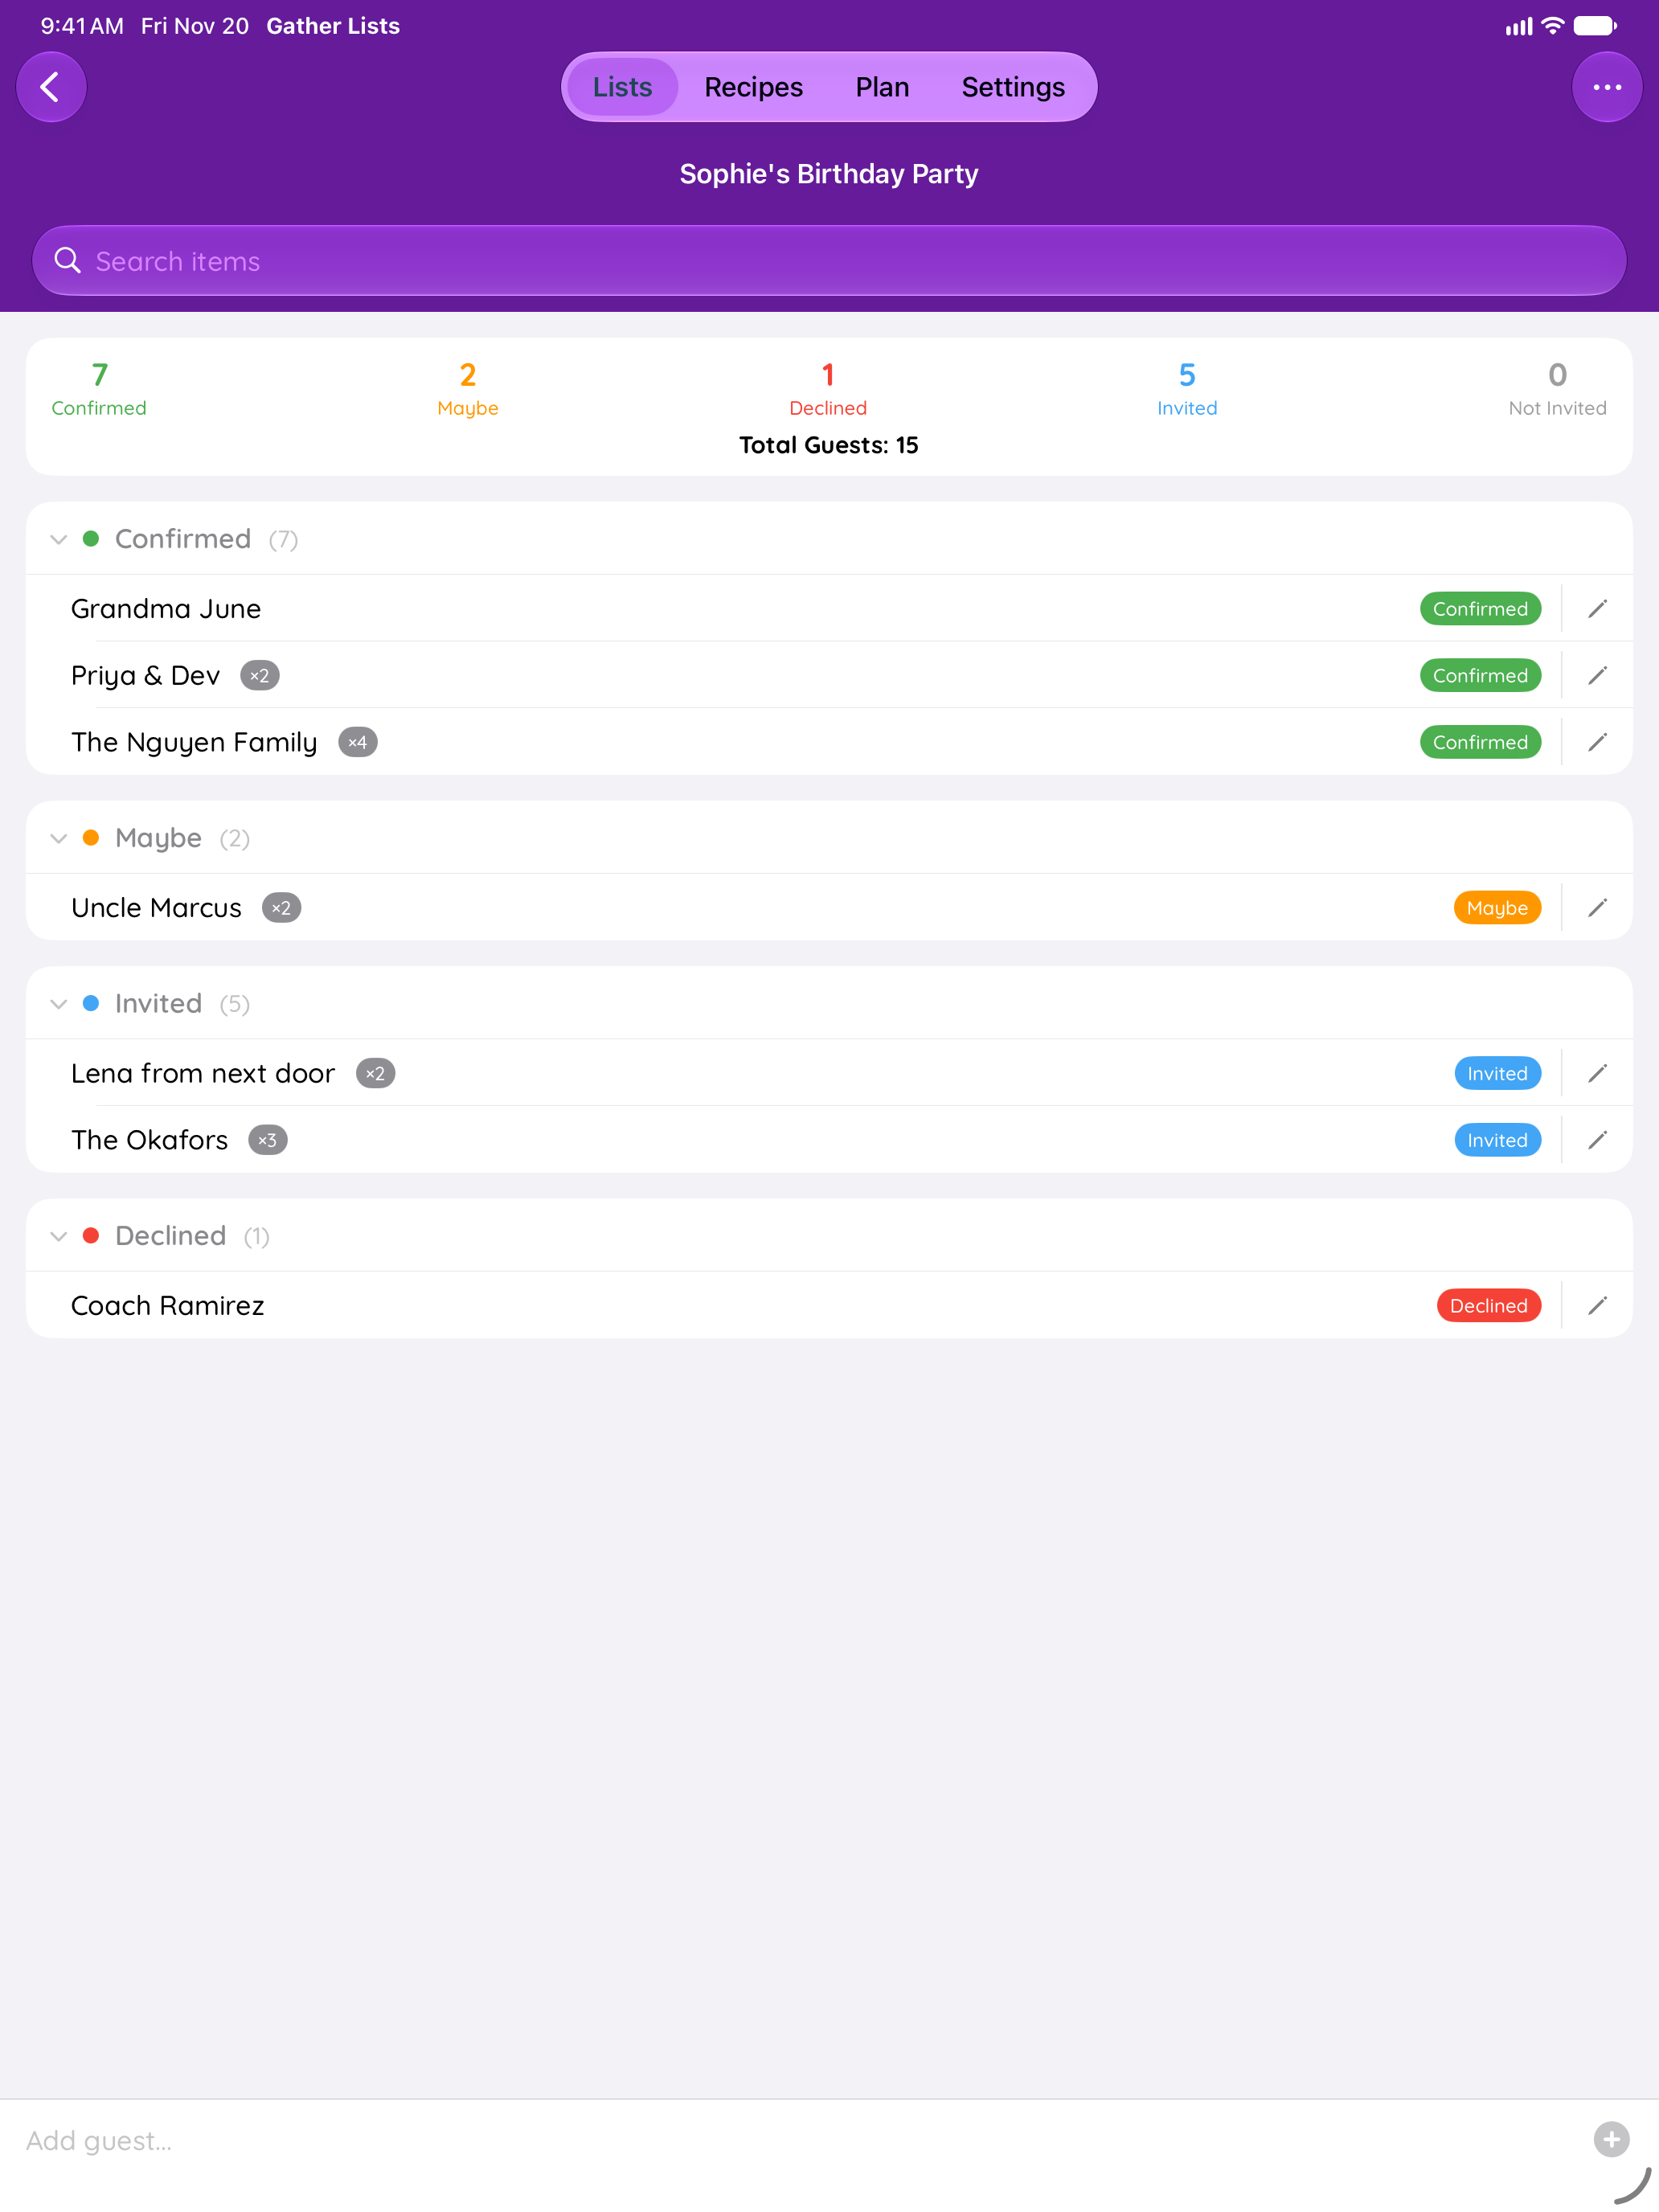 9:41 AM Fri Nov 20 Gather Lists
Lists Recipes Plan Settings
Sophie's Birthday Party
Search items
7 2 1 5 0
Confirmed Maybe Declined Invited Not Invited
Total Guests: 15
Confirmed (7)
Grandma June Confirmed
Priya & Dev ×2 Confirmed
The Nguyen Family ×4 Confirmed
Maybe (2)
Uncle Marcus ×2 Maybe
Invited (5)
Lena from next door ×2 Invited
The Okafors ×3 Invited
Declined (1)
Coach Ramirez Declined
Add guest...